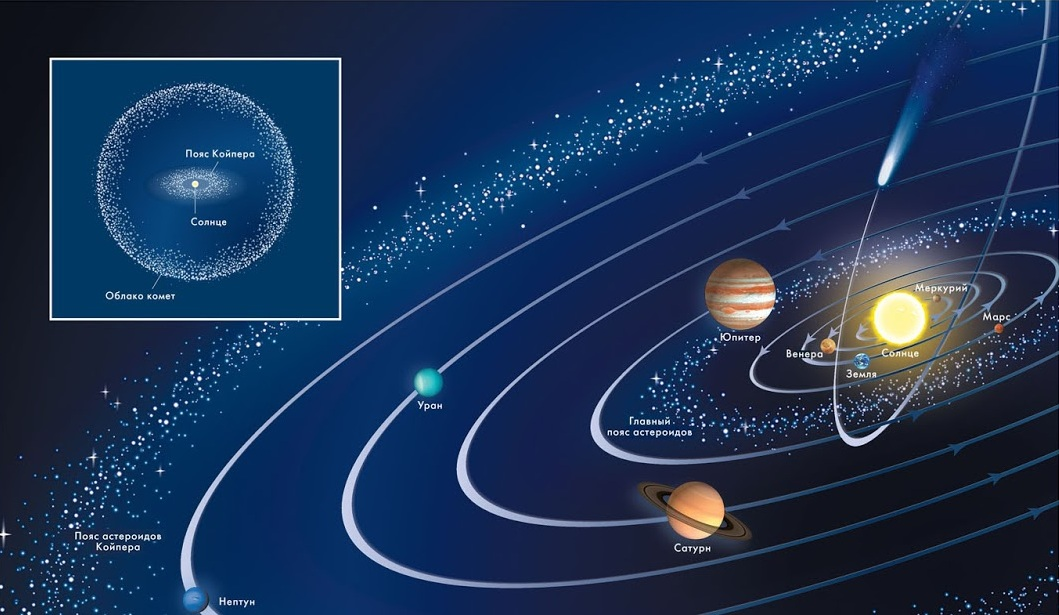 Пояс Койпера
Солнце
Облако комет
Меркурий
Марс
Юпитер
Венера
Солнце
Земля
Уран
Главный
пояс астероидов
Пояс астероидов
Койпера
Сатурн
Нептун